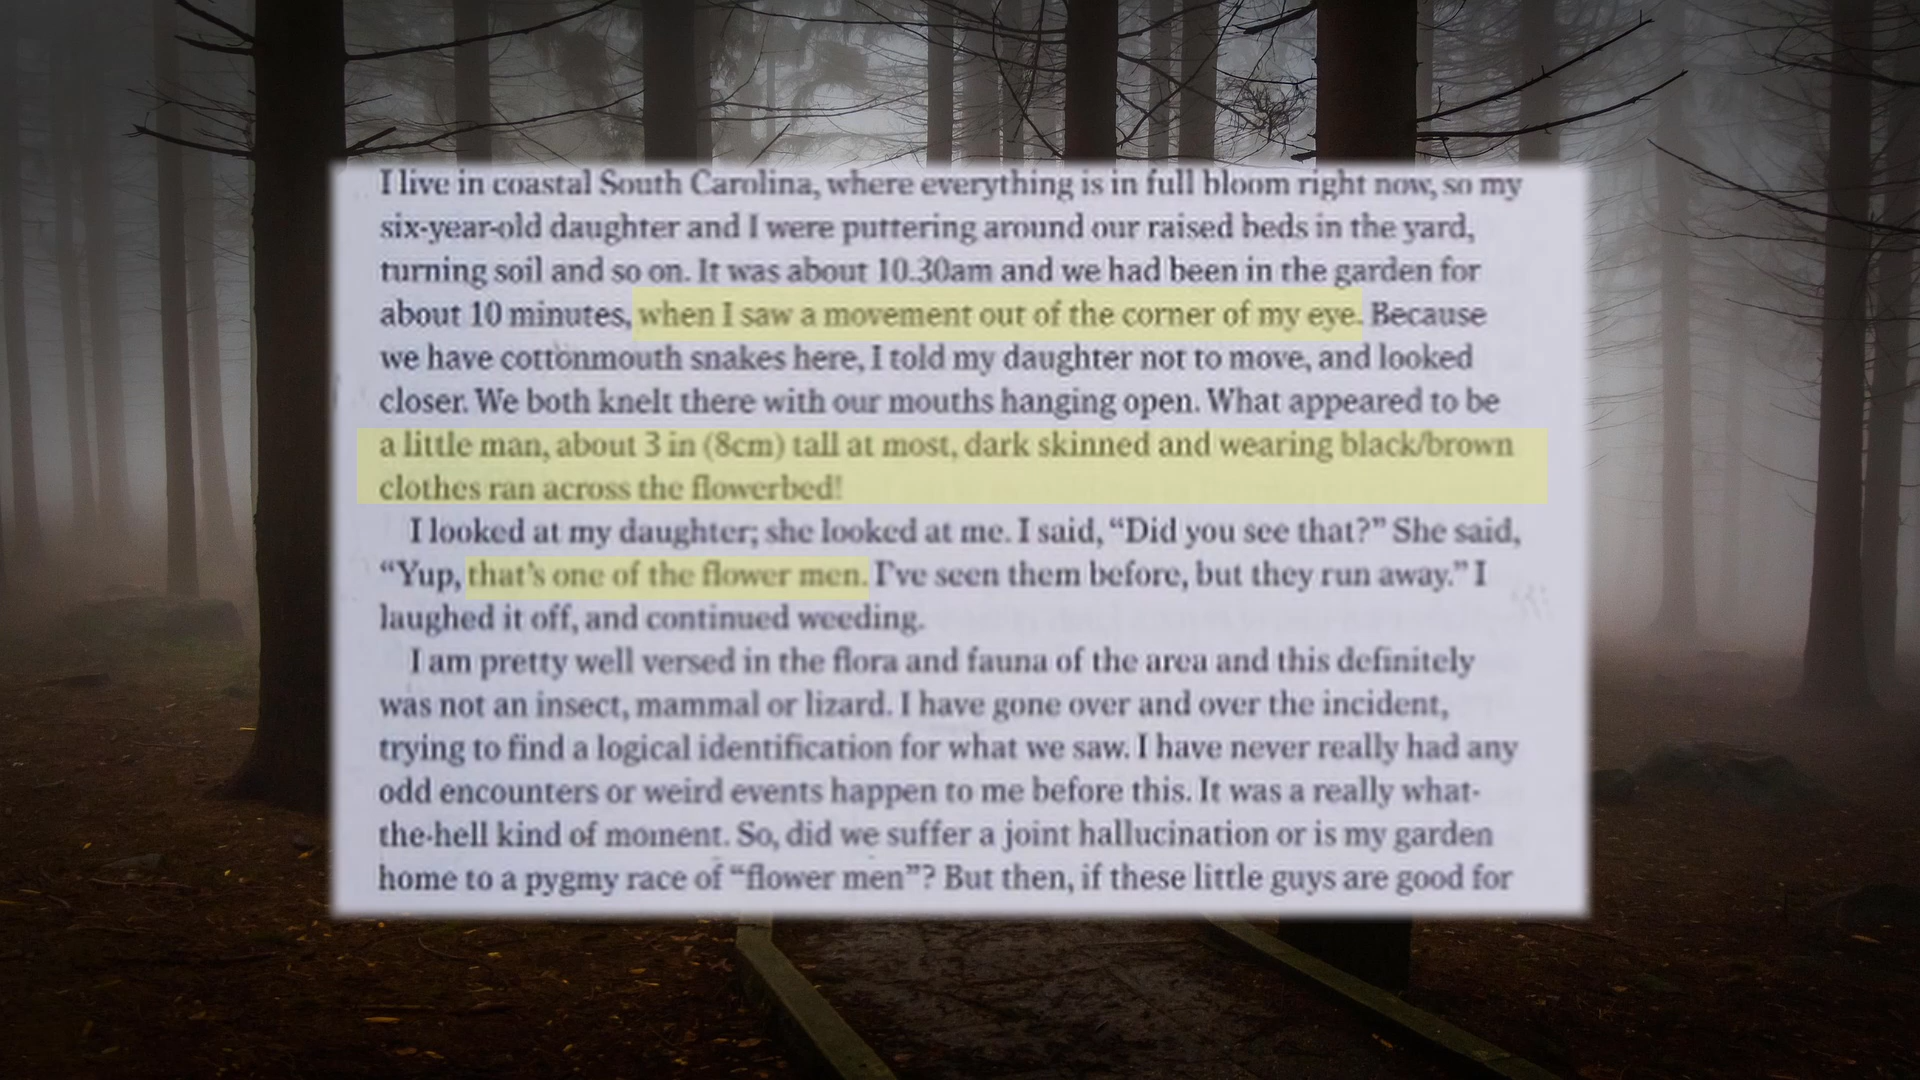 I live in coastal South Carolina, where everything is in full bloom right now, so my
six-year-old daughter and I were puttering around our raised beds in the yard,
turning soil and so on. It was about 10.30am and we had been in the garden for
about 10 minutes, when I saw a movement out of the corner of my eye. Because
we have cottonmouth snakes here, I told my daughter not to move, and looked
closer. We both knelt there with our mouths hanging open. What appeared to be
a little man, about 3 in (8cm) tall at most, dark skinned and wearing black/brown
clothes ran across the flowerbed!
I looked at my daughter; she looked at me. I said, “Did you see that?” She said,
“Yup, that’s one of the flower men. I’ve seen them before, but they run away.” I
laughed it off, and continued weeding.
I am pretty well versed in the flora and fauna of the area and this definitely
was not an insect, mammal or lizard. I have gone over and over the incident,
trying to find a logical identification for what we saw. I have never really had any
odd encounters or weird events happen to me before this. It was a really what-
the-hell kind of moment. So, did we suffer a joint hallucination or is my garden
home to a pygmy race of “flower men”? But then, if these little guys are good for